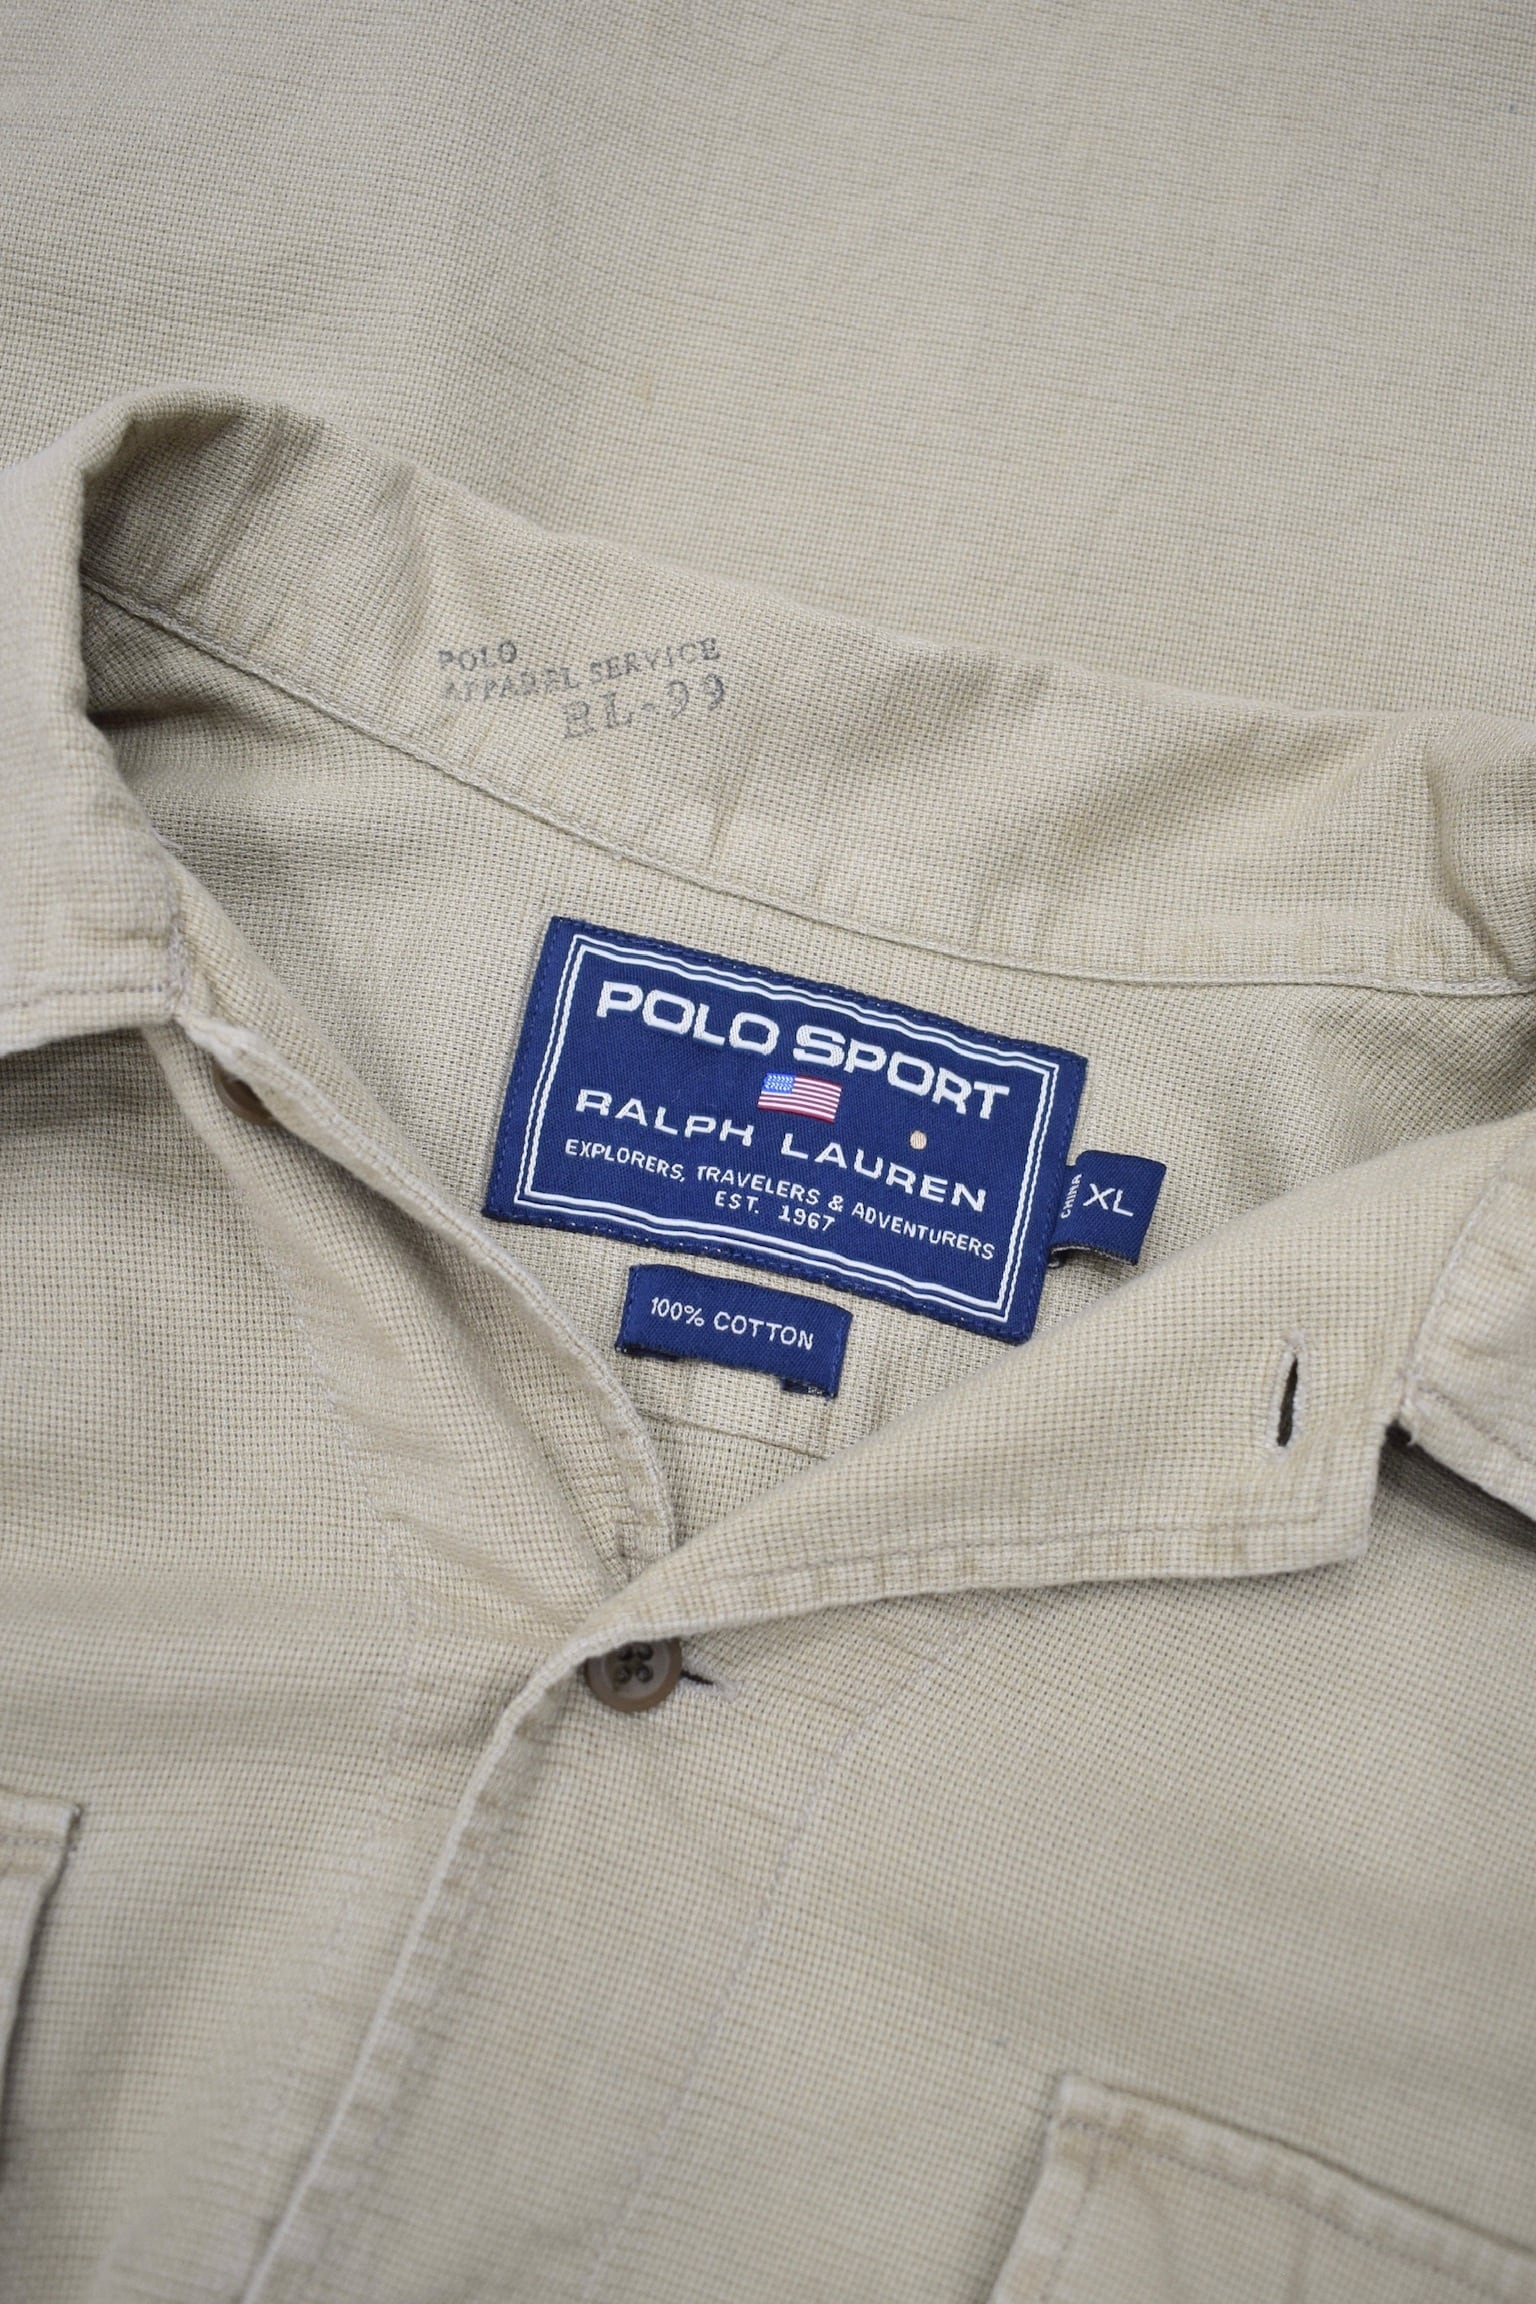 POLO
APPAREL SERVICE
RL-99
POLO SPORT
RALPH LAUREN
EXPLORERS, TRAVELERS & ADVENTURERS
EST. 1967
CHINA
XL
100% COTTON